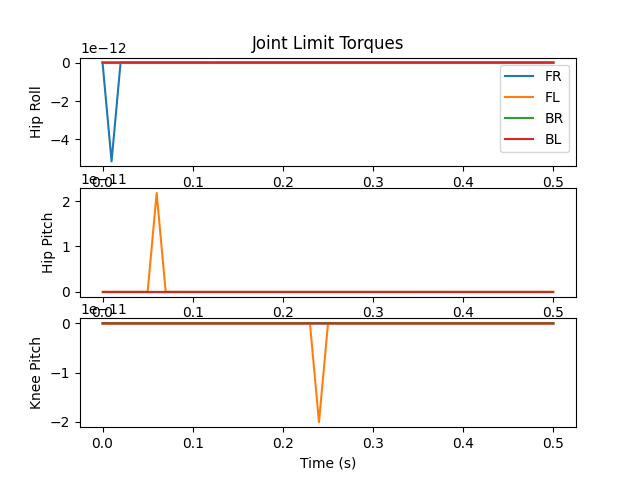 Joint Limit Torques
1e−12
0
−2
−4
Hip Roll
FR
FL
BR
BL
0.0 0.1 0.2 0.3 0.4 0.5
1e−11
2
1
0
Hip Pitch
0.0 0.1 0.2 0.3 0.4 0.5
1e−11
0
−1
−2
Knee Pitch
0.0 0.1 0.2 0.3 0.4 0.5
Time (s)